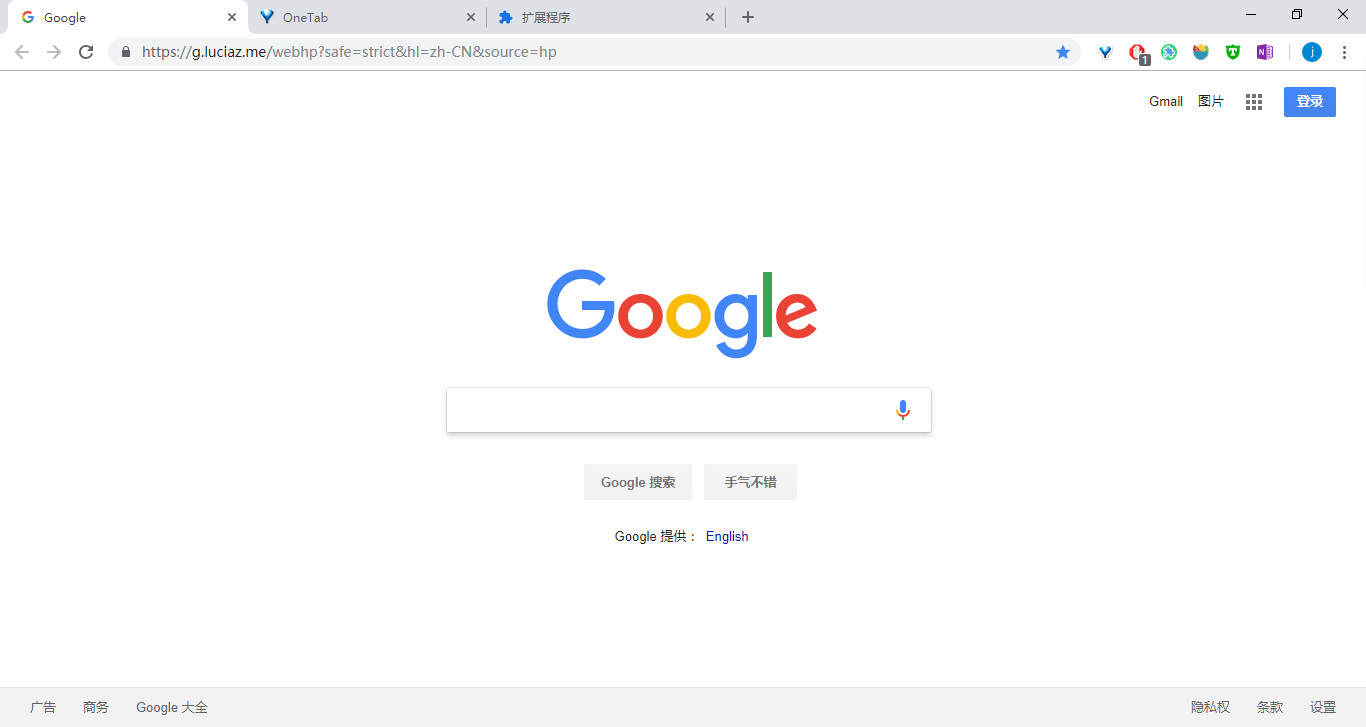 Google
OneTab
扩展程序
https://g.luciaz.me/webhp?safe=strict&hl=zh-CN&source=hp
1
N
j
Gmail 图片
登录
Google
Google 搜索
手气不错
Google 提供： English
广告 商务 Google 大全
隐私权 条款 设置